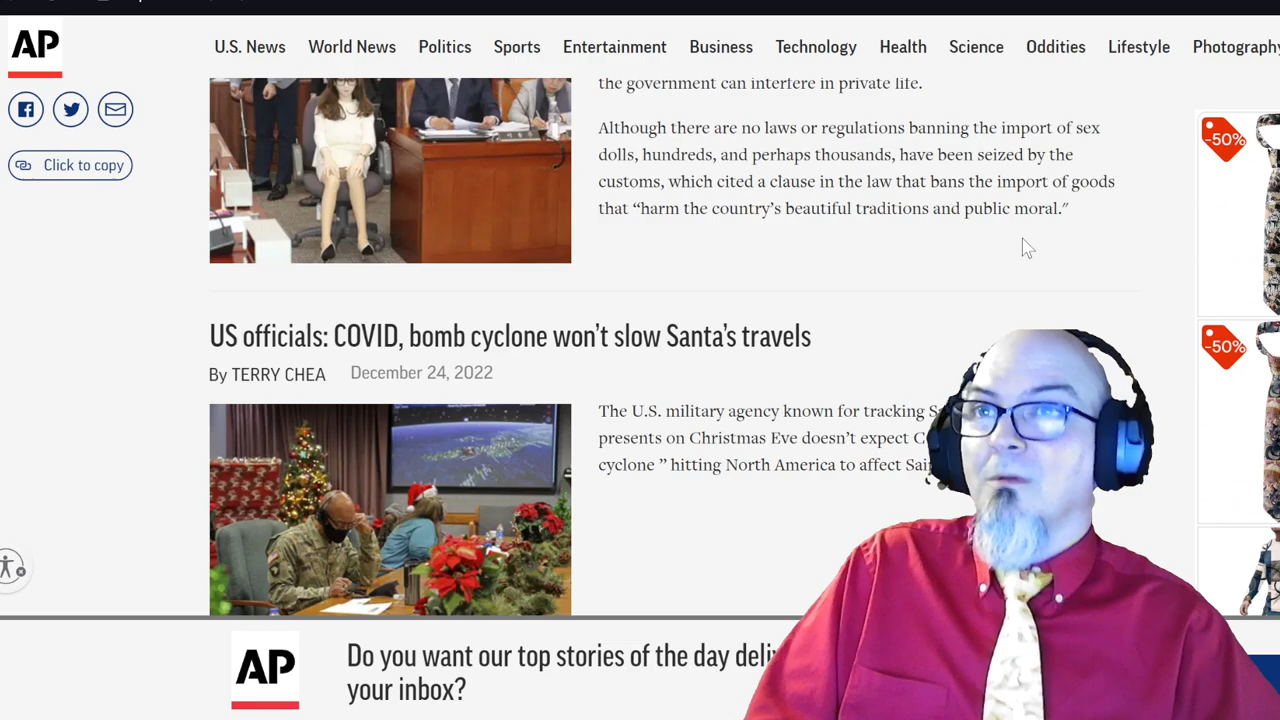 AP
U.S. News World News Politics Sports Entertainment Business Technology Health Science Oddities Lifestyle Photography
the government can interfere in private life.
Although there are no laws or regulations banning the import of sex
dolls, hundreds, and perhaps thousands, have been seized by the
customs, which cited a clause in the law that bans the import of goods
that “harm the country’s beautiful traditions and public moral.”
Click to copy
-50%
US officials: COVID, bomb cyclone won’t slow Santa’s travels
-50%
By TERRY CHEA December 24, 2022
The U.S. military agency known for tracking
presents on Christmas Eve doesn’t expect
cyclone ” hitting North America to affect
AP
Do you want our top stories of the day
your inbox?